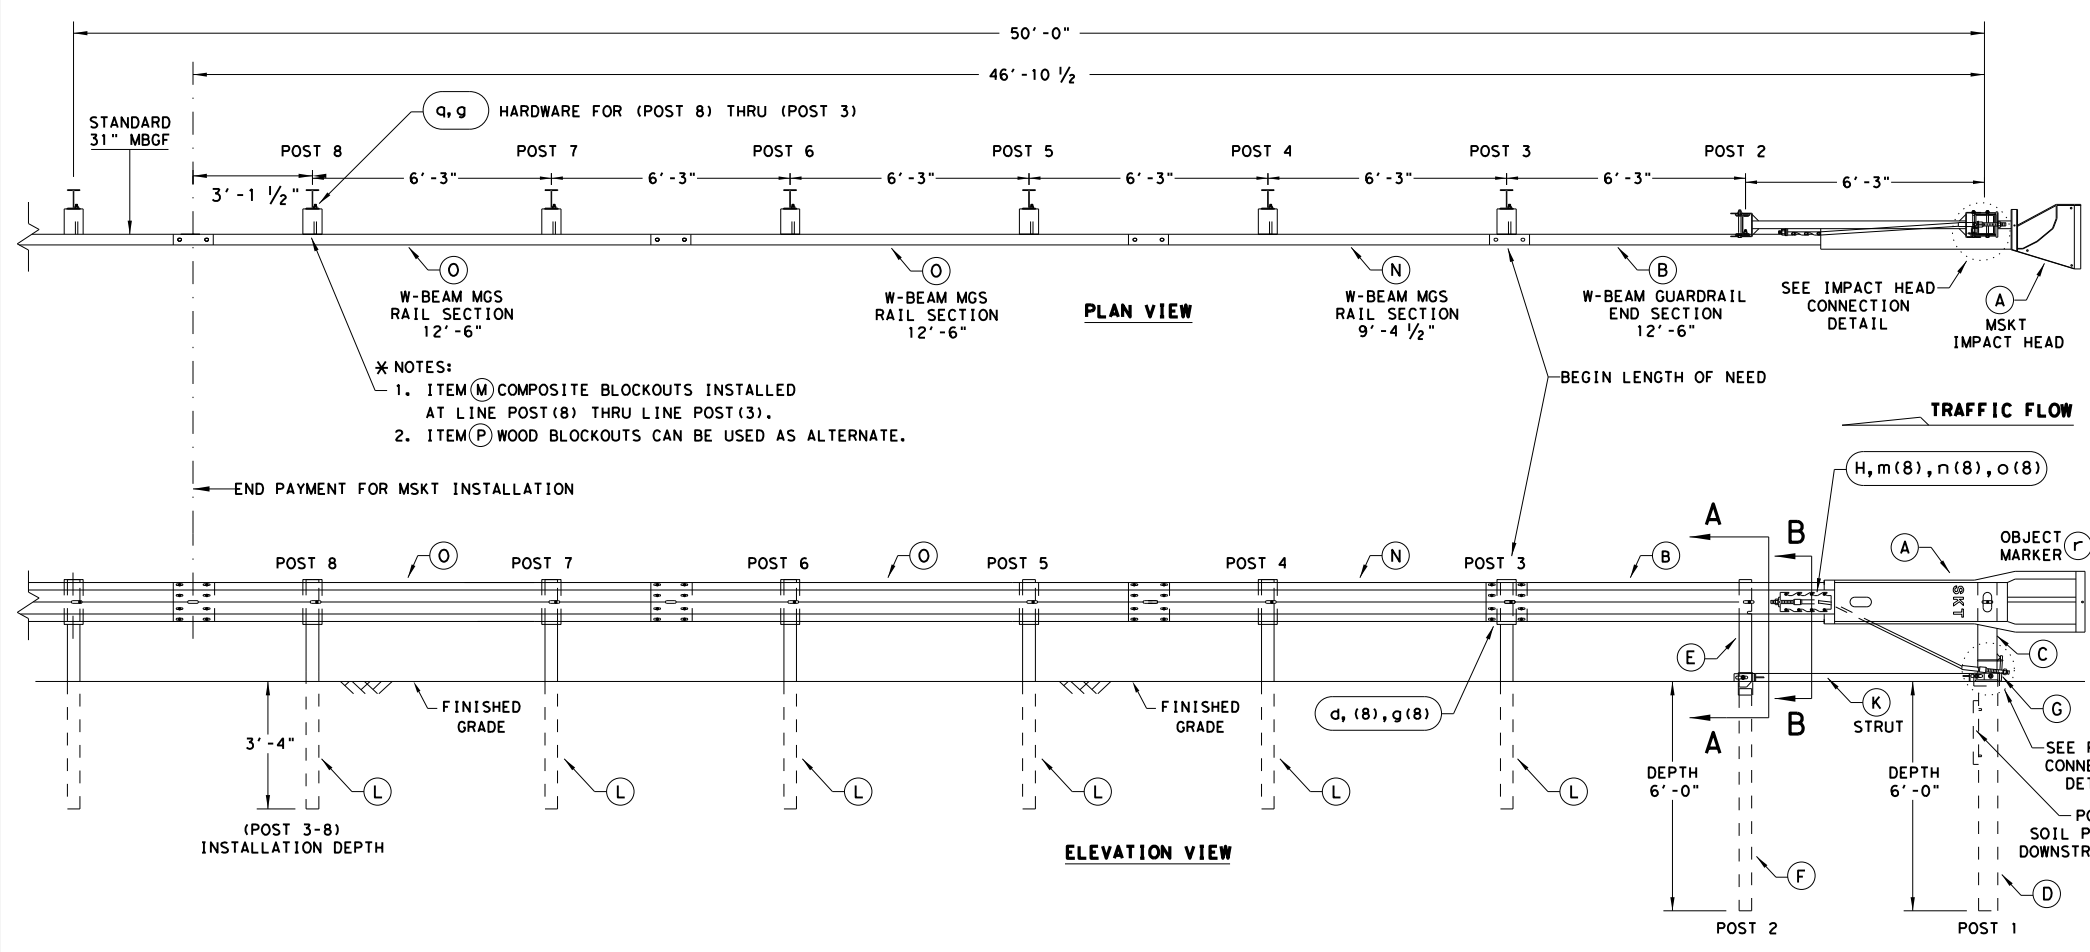 50'-0"
46'-10 ½
STANDARD
31" MBGF
q,g
HARDWARE FOR (POST 8) THRU (POST 3)
POST 8
POST 7
POST 6
POST 5
POST 4
POST 3
POST 2
3'-1 ½"
6'-3"
6'-3"
6'-3"
6'-3"
6'-3"
6'-3"
6'-3"
O
W-BEAM MGS
RAIL SECTION
12'-6"
O
W-BEAM MGS
RAIL SECTION
12'-6"
PLAN VIEW
N
W-BEAM MGS
RAIL SECTION
9'-4 ½"
B
W-BEAM GUARDRAIL
END SECTION
12'-6"
SEE IMPACT HEAD
CONNECTION
DETAIL
A
MSKT
IMPACT HEAD
* NOTES:
1. ITEM M COMPOSITE BLOCKOUTS INSTALLED
AT LINE POST(8) THRU LINE POST(3).
2. ITEM P WOOD BLOCKOUTS CAN BE USED AS ALTERNATE.
BEGIN LENGTH OF NEED
TRAFFIC FLOW
END PAYMENT FOR MSKT INSTALLATION
H,m(8),n(8),o(8)
POST 8
O
POST 7
POST 6
O
POST 5
POST 4
N
POST 3
B
A
B
A
OBJECT
MARKER
r
SKT
E
C
FINISHED
GRADE
FINISHED
GRADE
d, (8),g(8)
A
B
K
STRUT
G
3'-4"
L
L
L
L
L
L
DEPTH
6'-0"
DEPTH
6'-0"
SEE
CONNE
DET
PO
SOIL P
DOWNSTR
(POST 3-8)
INSTALLATION DEPTH
ELEVATION VIEW
F
D
POST 2
POST 1